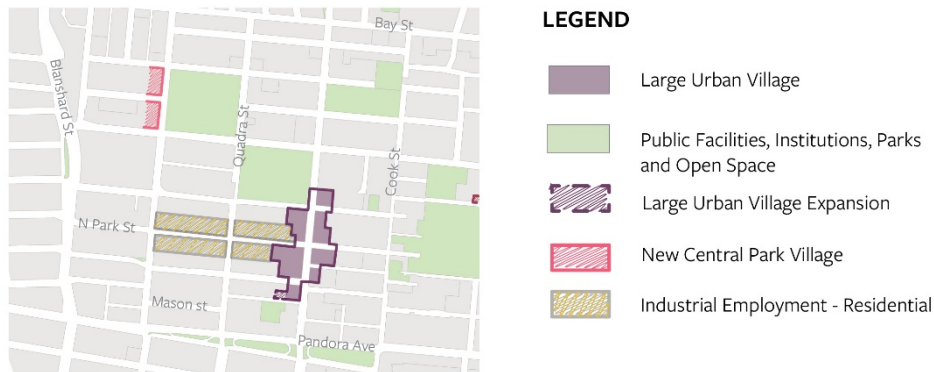 Bay St
Blanshard St
Quadra St
Cook St
N Park St
Mason st
Pandora Ave
LEGEND
Large Urban Village
Public Facilities, Institutions, Parks
and Open Space
Large Urban Village Expansion
New Central Park Village
Industrial Employment - Residential